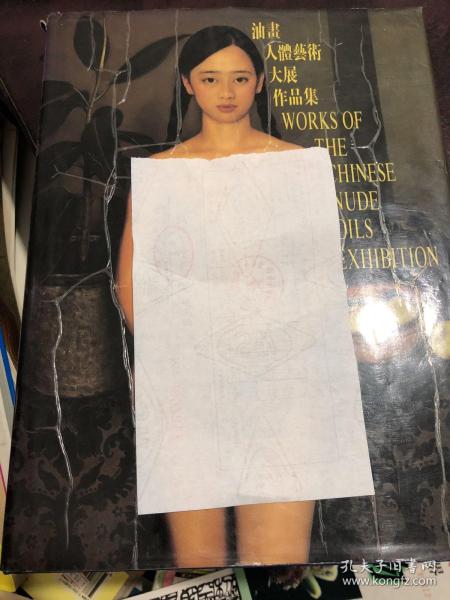 油畫
人體藝術
大展
作品集
WORKS OF
THE
CHINESE
NUDE
OILS
EXHIBITION
孔夫子旧书网
www.kongfz.com